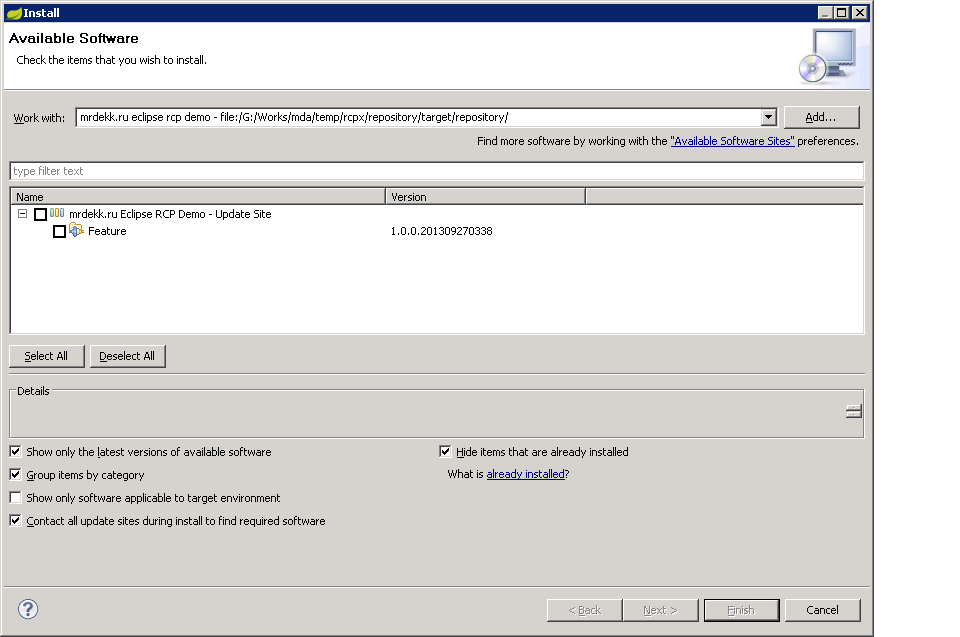 Install
Available Software
Check the items that you wish to install.
Work with: mrdekk.ru eclipse rcp demo - file:/G:/Works/mda/temp/rcpx/repository/target/repository/ Add...
Find more software by working with the "Available Software Sites" preferences.
type filter text
Name Version
mrdekk.ru Eclipse RCP Demo - Update Site
Feature 1.0.0.201309270338
Select All Deselect All
Details
Show only the latest versions of available software Hide items that are already installed
Group items by category What is already installed?
Show only software applicable to target environment
Contact all update sites during install to find required software
? < Back Next > Finish Cancel